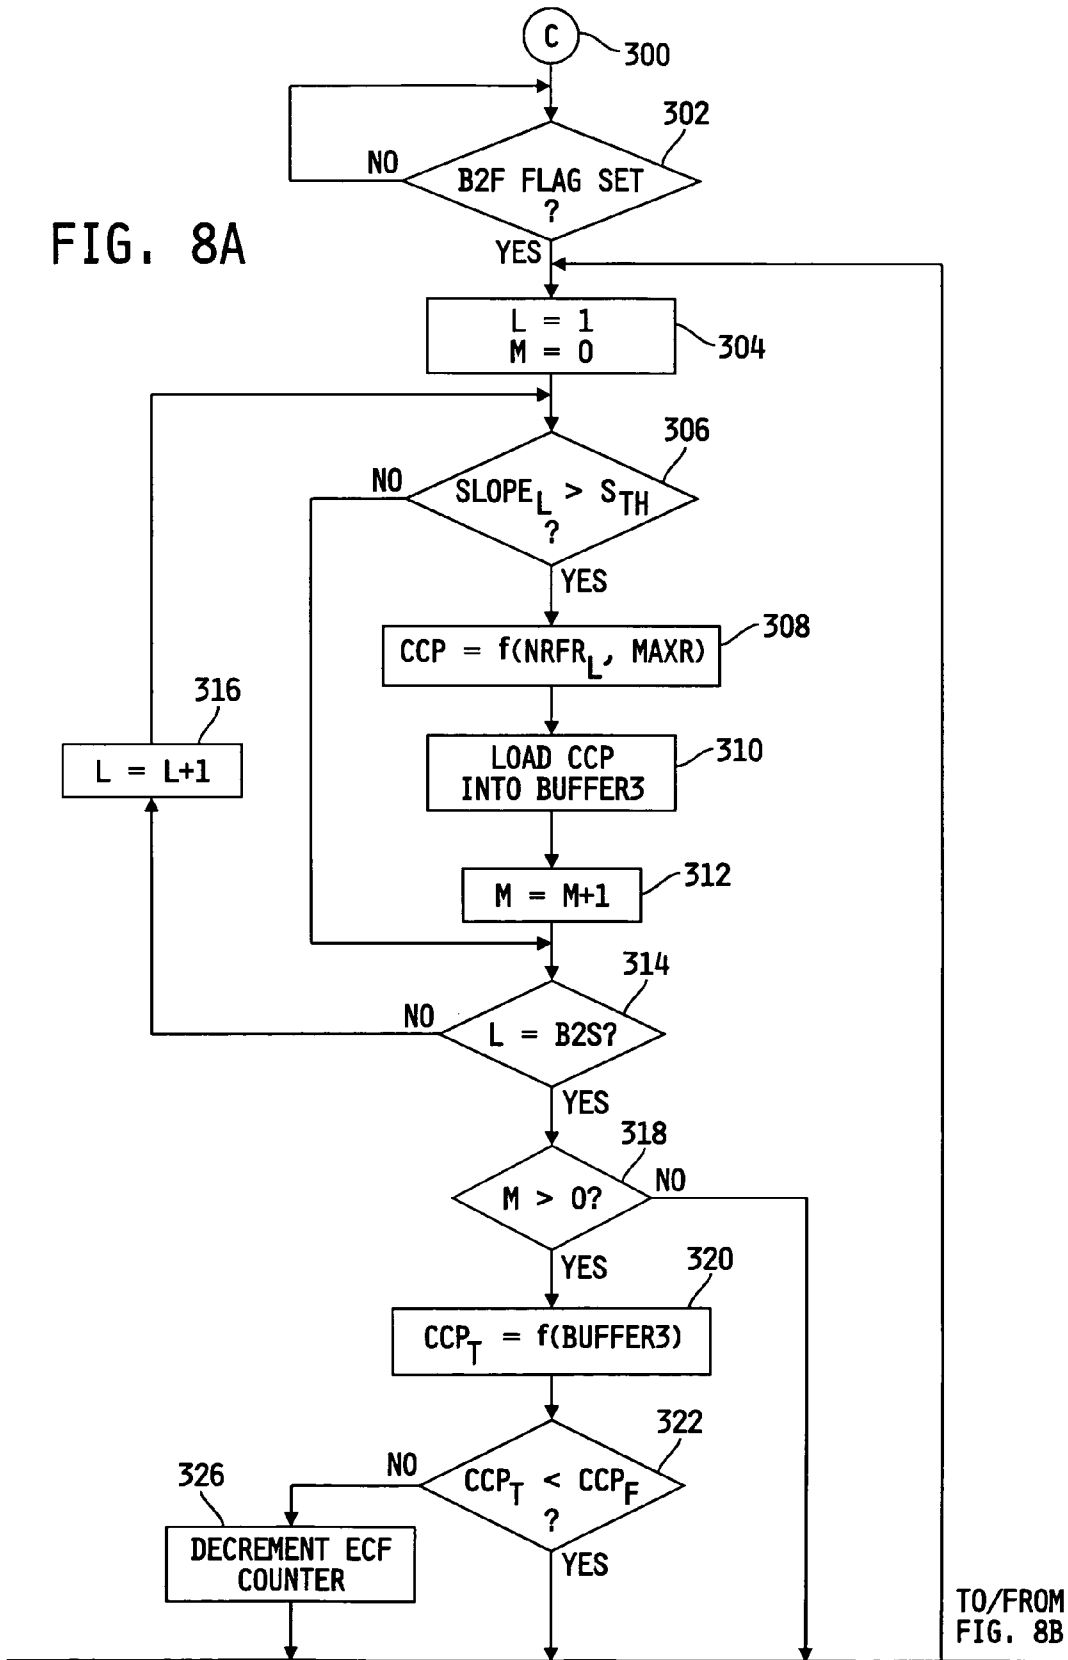 C
300
302
NO
B2F FLAG SET
?
FIG. 8A
YES
L = 1
M = 0
304
306
NO
SLOPE_L > S_TH
?
YES
308
CCP = f(NRFR_L, MAXR)
316
310
LOAD CCP
INTO BUFFER3
L = L+1
312
M = M+1
314
NO
L = B2S?
YES
318
M > 0?
NO
YES
320
CCP_T = f(BUFFER3)
322
NO
326
CCP_T < CCP_F
?
DECREMENT ECF
COUNTER
YES
TO/FROM
FIG. 8B